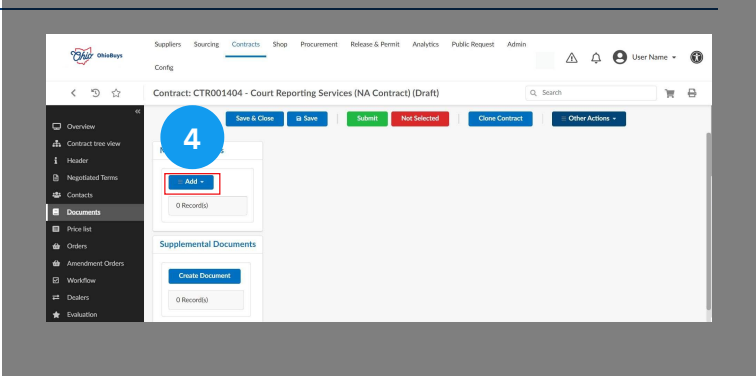 Suppliers Sourcing Contracts Shop Procurement Release & Permit Analytics Public Request Admin
Ohio OhioBuys
User Name
Config
Contract: CTR001404 - Court Reporting Services (NA Contract) (Draft)
Search
Save & Close Save Submit Not Selected Clone Contract Other Actions
Overview
Contract tree view
Header
Negotiated Terms
Contacts
Documents
Price list
Orders
Amendment Orders
Workflow
Dealers
Evaluation
4
Add
0 Record(s)
Supplemental Documents
Create Document
0 Record(s)